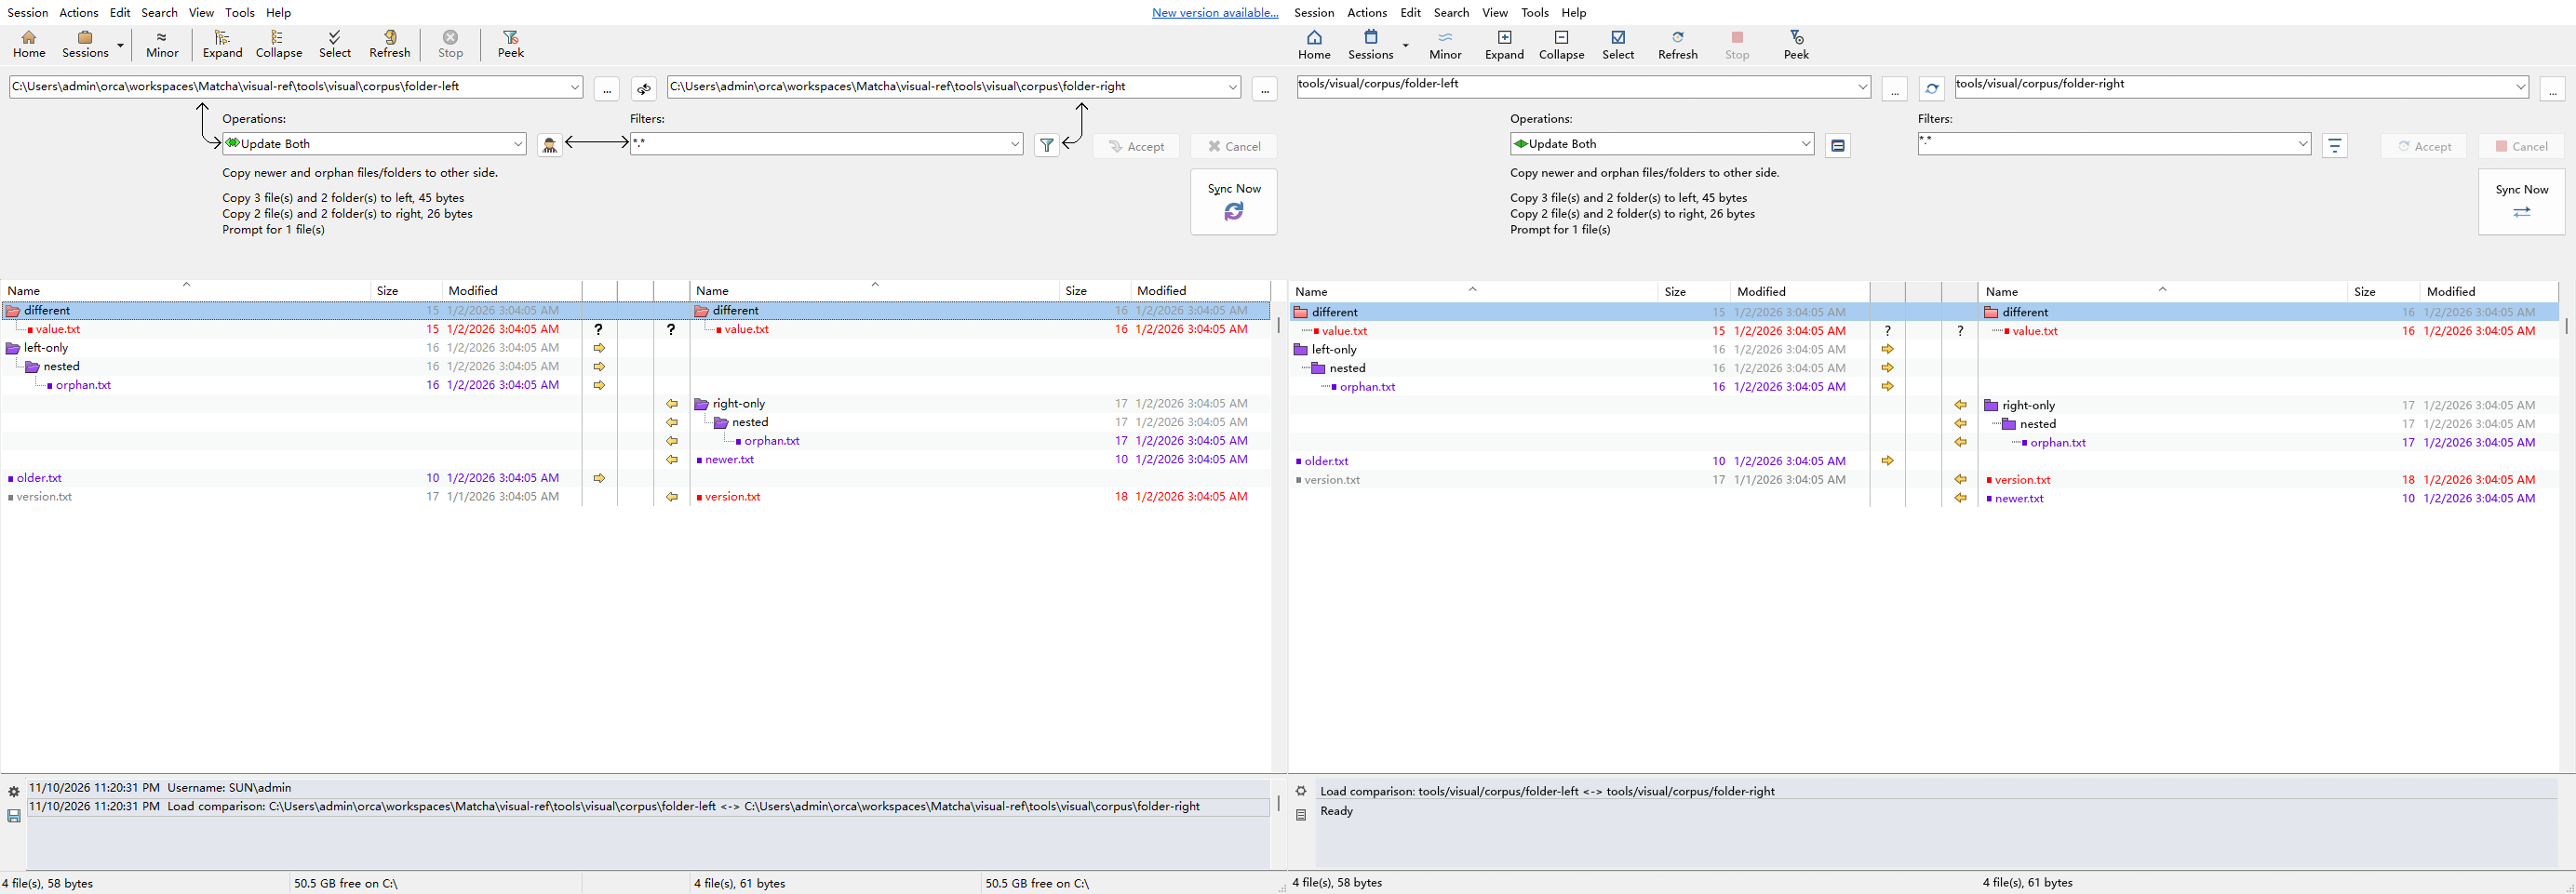 Session Actions Edit Search View Tools Help New version available...
Home Sessions Minor Expand Collapse Select Refresh Stop Peek
C:\Users\admin\orca\workspaces\Matcha\visual-ref\tools\visual\corpus\folder-left ... C:\Users\admin\orca\workspaces\Matcha\visual-ref\tools\visual\corpus\folder-right ...
Operations: Filters:
Update Both *.* Accept Cancel
Copy newer and orphan files/folders to other side.
Sync Now
Copy 3 file(s) and 2 folder(s) to left, 45 bytes
Copy 2 file(s) and 2 folder(s) to right, 26 bytes
Prompt for 1 file(s)
Name Size Modified Name Size Modified
different 15 1/2/2026 3:04:05 AM different 16 1/2/2026 3:04:05 AM
value.txt 15 1/2/2026 3:04:05 AM ? ? value.txt 16 1/2/2026 3:04:05 AM
left-only 16 1/2/2026 3:04:05 AM
nested 16 1/2/2026 3:04:05 AM
orphan.txt 16 1/2/2026 3:04:05 AM
right-only 17 1/2/2026 3:04:05 AM
nested 17 1/2/2026 3:04:05 AM
orphan.txt 17 1/2/2026 3:04:05 AM
newer.txt 10 1/2/2026 3:04:05 AM
older.txt 10 1/2/2026 3:04:05 AM
version.txt 17 1/1/2026 3:04:05 AM version.txt 18 1/2/2026 3:04:05 AM
11/10/2026 11:20:31 PM Username: SUN\admin
11/10/2026 11:20:31 PM Load comparison: C:\Users\admin\orca\workspaces\Matcha\visual-ref\tools\visual\corpus\folder-left <-> C:\Users\admin\orca\workspaces\Matcha\visual-ref\tools\visual\corpus\folder-right
4 file(s), 58 bytes 50.5 GB free on C:\ 4 file(s), 61 bytes 50.5 GB free on C:\
Session Actions Edit Search View Tools Help
Home Sessions Minor Expand Collapse Select Refresh Stop Peek
tools/visual/corpus/folder-left ... tools/visual/corpus/folder-right ...
Operations: Filters:
Update Both *.* Accept Cancel
Copy newer and orphan files/folders to other side.
Sync Now
Copy 3 file(s) and 2 folder(s) to left, 45 bytes
Copy 2 file(s) and 2 folder(s) to right, 26 bytes
Prompt for 1 file(s)
Name Size Modified Name Size Modified
different 15 1/2/2026 3:04:05 AM different 16 1/2/2026 3:04:05 AM
value.txt 15 1/2/2026 3:04:05 AM ? ? value.txt 16 1/2/2026 3:04:05 AM
left-only 16 1/2/2026 3:04:05 AM
nested 16 1/2/2026 3:04:05 AM
orphan.txt 16 1/2/2026 3:04:05 AM
right-only 17 1/2/2026 3:04:05 AM
nested 17 1/2/2026 3:04:05 AM
orphan.txt 17 1/2/2026 3:04:05 AM
older.txt 10 1/2/2026 3:04:05 AM
version.txt 17 1/1/2026 3:04:05 AM version.txt 18 1/2/2026 3:04:05 AM
newer.txt 10 1/2/2026 3:04:05 AM
Load comparison: tools/visual/corpus/folder-left <-> tools/visual/corpus/folder-right
Ready
4 file(s), 58 bytes 4 file(s), 61 bytes